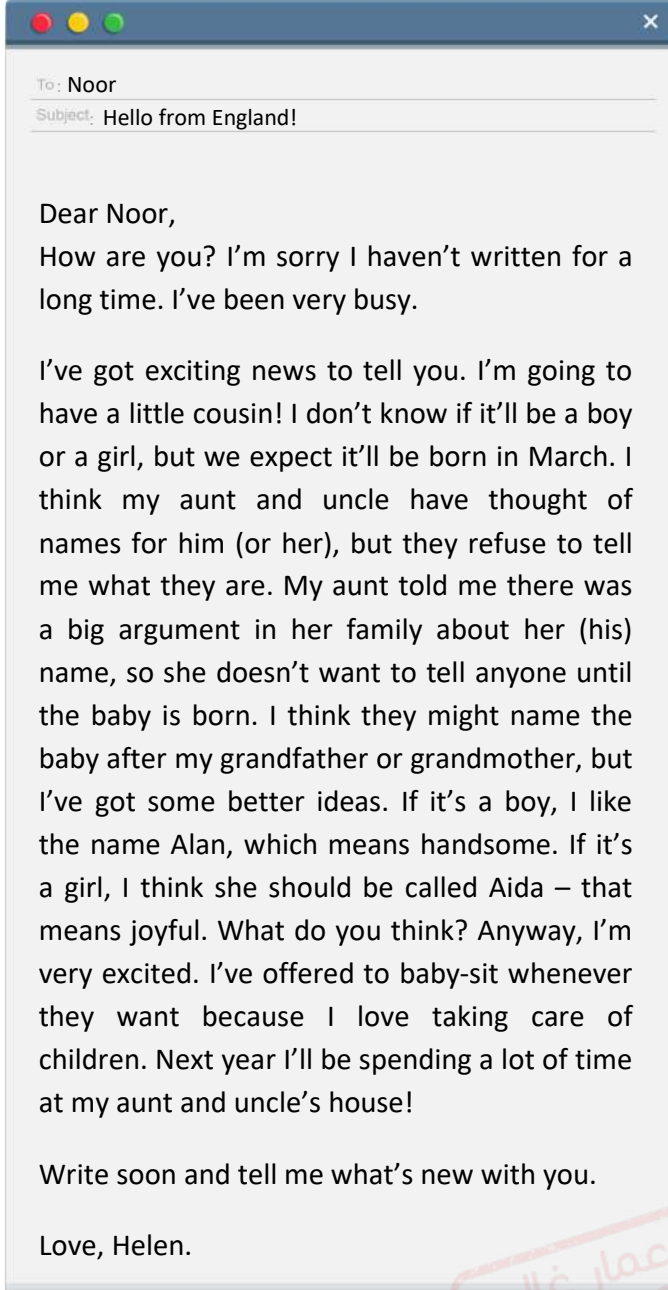 To: Noor
Subject: Hello from England!
Dear Noor,
How are you? I'm sorry I haven't written for a
long time. I've been very busy.
I've got exciting news to tell you. I'm going to
have a little cousin! I don't know if it'll be a boy
or a girl, but we expect it'll be born in March. I
think my aunt and uncle have thought of
names for him (or her), but they refuse to tell
me what they are. My aunt told me there was
a big argument in her family about her (his)
name, so she doesn't want to tell anyone until
the baby is born. I think they might name the
baby after my grandfather or grandmother, but
I've got some better ideas. If it's a boy, I like
the name Alan, which means handsome. If it's
a girl, I think she should be called Aida – that
means joyful. What do you think? Anyway, I'm
very excited. I've offered to baby-sit whenever
they want because I love taking care of
children. Next year I'll be spending a lot of time
at my aunt and uncle's house!
Write soon and tell me what's new with you.
Love, Helen.